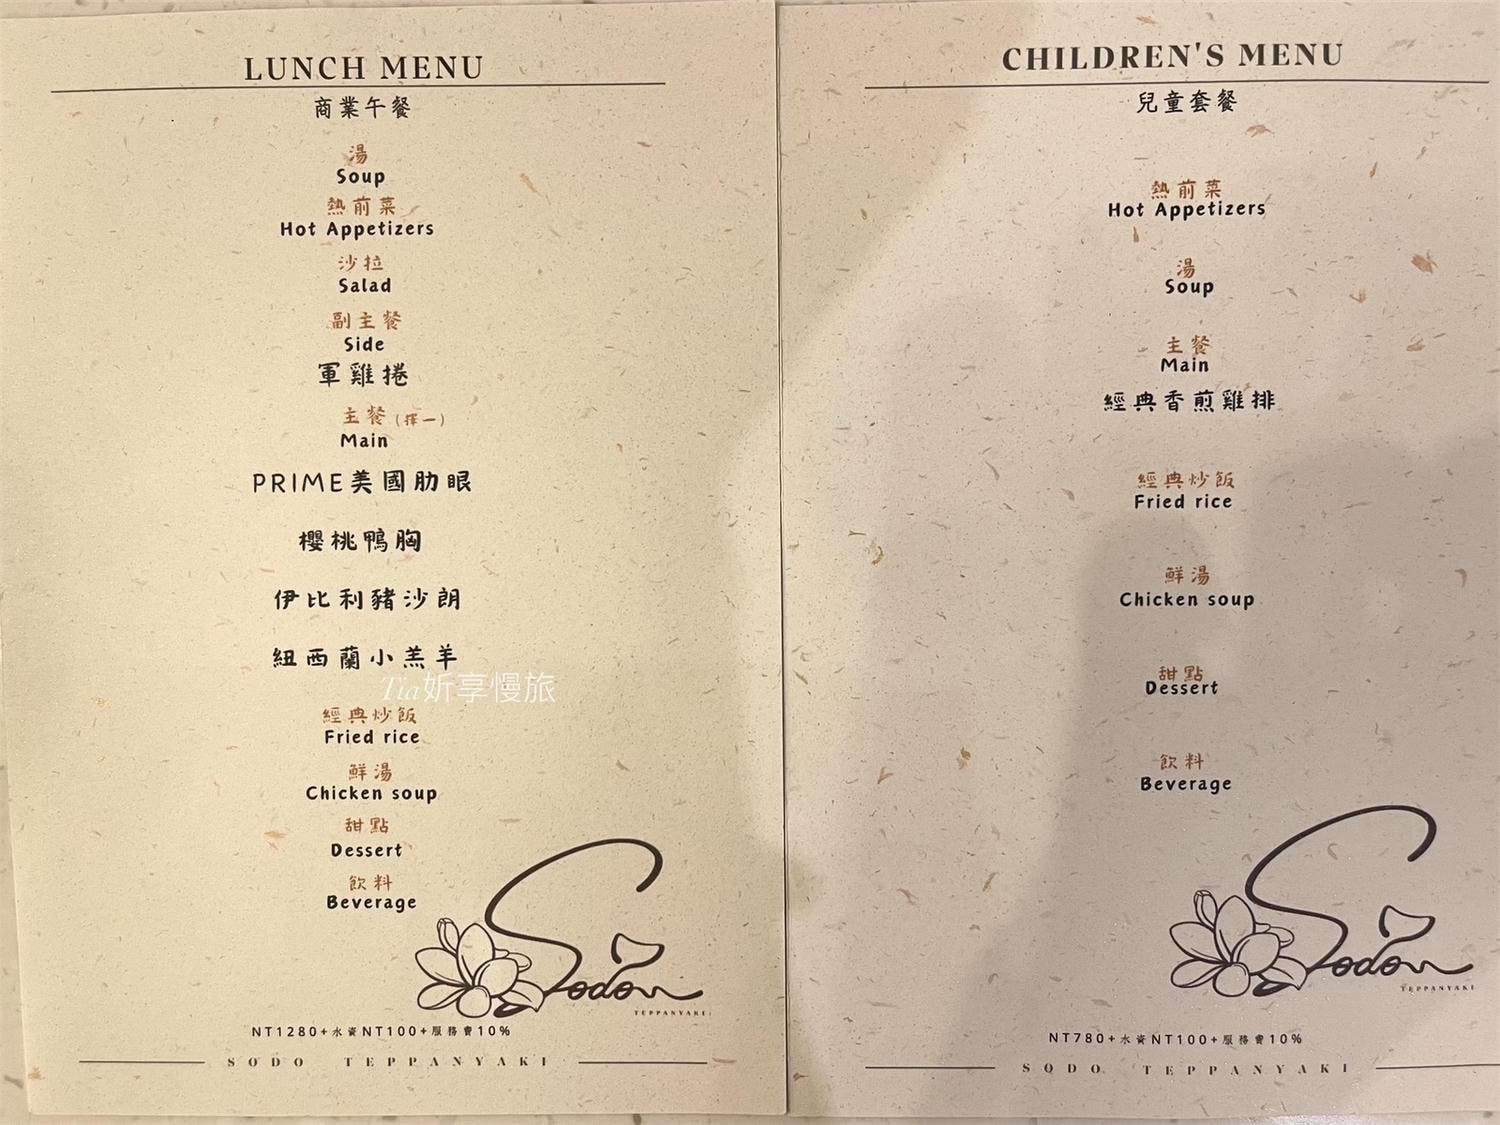 LUNCH MENU
商業午餐
湯
Soup
熱前菜
Hot Appetizers
沙拉
Salad
副主餐
Side
軍雞捲
主餐(擇一)
Main
PRIME美國肋眼
櫻桃鴨胸
伊比利豬沙朗
紐西蘭小羔羊
Tia妡享慢旅
經典炒飯
Fried rice
鮮湯
Chicken soup
甜點
Dessert
飲料
Beverage
Sodon
TEPPANYAKI
NT1280+水資NT100+服務費10%
SODO TEPPANYAKI
CHILDREN'S MENU
兒童套餐
熱前菜
Hot Appetizers
湯
Soup
主餐
Main
經典香煎雞排
經典炒飯
Fried rice
鮮湯
Chicken soup
甜點
Dessert
飲料
Beverage
Sodon
TEPPANYAKI
NT780+水資NT100+服務費10%
SODO TEPPANYAKI